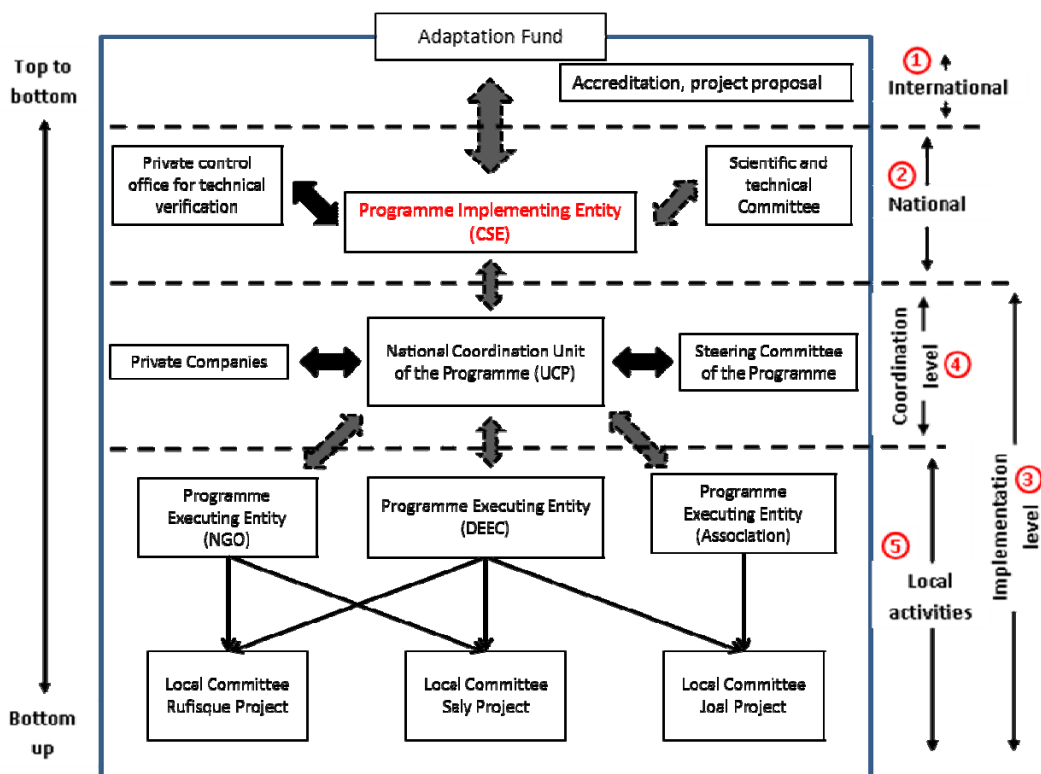 Adaptation Fund
Top to
bottom
Accreditation, project proposal
1
International
Private control
office for technical
verification
Scientific and
technical
Committee
2
National
Programme Implementing Entity
(CSE)
Private Companies
National Coordination Unit
of the Programme (UCP)
Steering Committee
of the Programme
Coordination
level
4
Implementation
level
3
Programme
Executing Entity
(NGO)
Programme Executing Entity
(DEEC)
Programme
Executing Entity
(Association)
5
Local
activities
Local Committee
Rufisque Project
Local Committee
Saly Project
Local Committee
Joal Project
Bottom
up